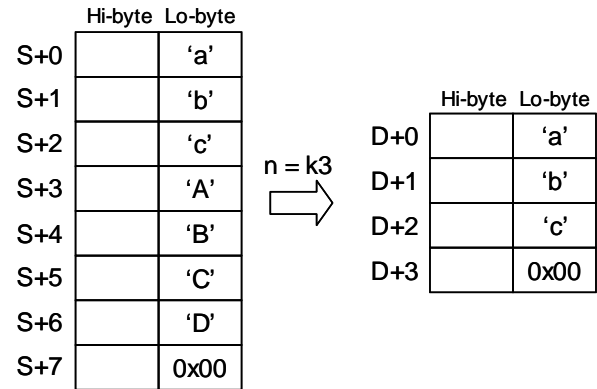 Hi-byte Lo-byte
S+0 ‘a’
S+1 ‘b’
S+2 ‘c’
S+3 ‘A’
S+4 ‘B’
S+5 ‘C’
S+6 ‘D’
S+7 0x00
n = k3
Hi-byte Lo-byte
D+0 ‘a’
D+1 ‘b’
D+2 ‘c’
D+3 0x00